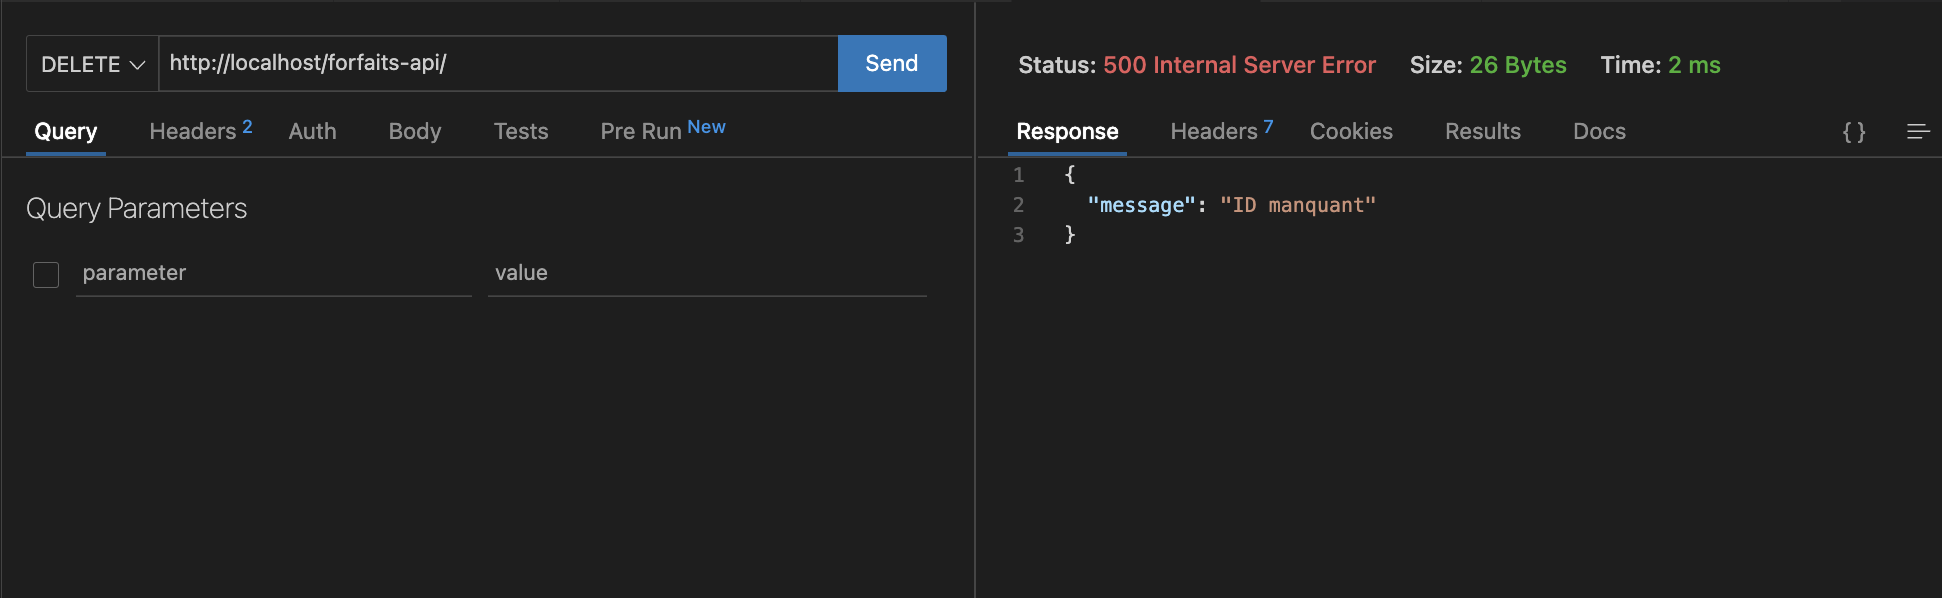 DELETE http://localhost/forfaits-api/ Send
Query Headers 2 Auth Body Tests Pre Run New
Query Parameters
parameter value
Status: 500 Internal Server Error Size: 26 Bytes Time: 2 ms
Response Headers 7 Cookies Results Docs { }
1 {
2 "message": "ID manquant"
3 }